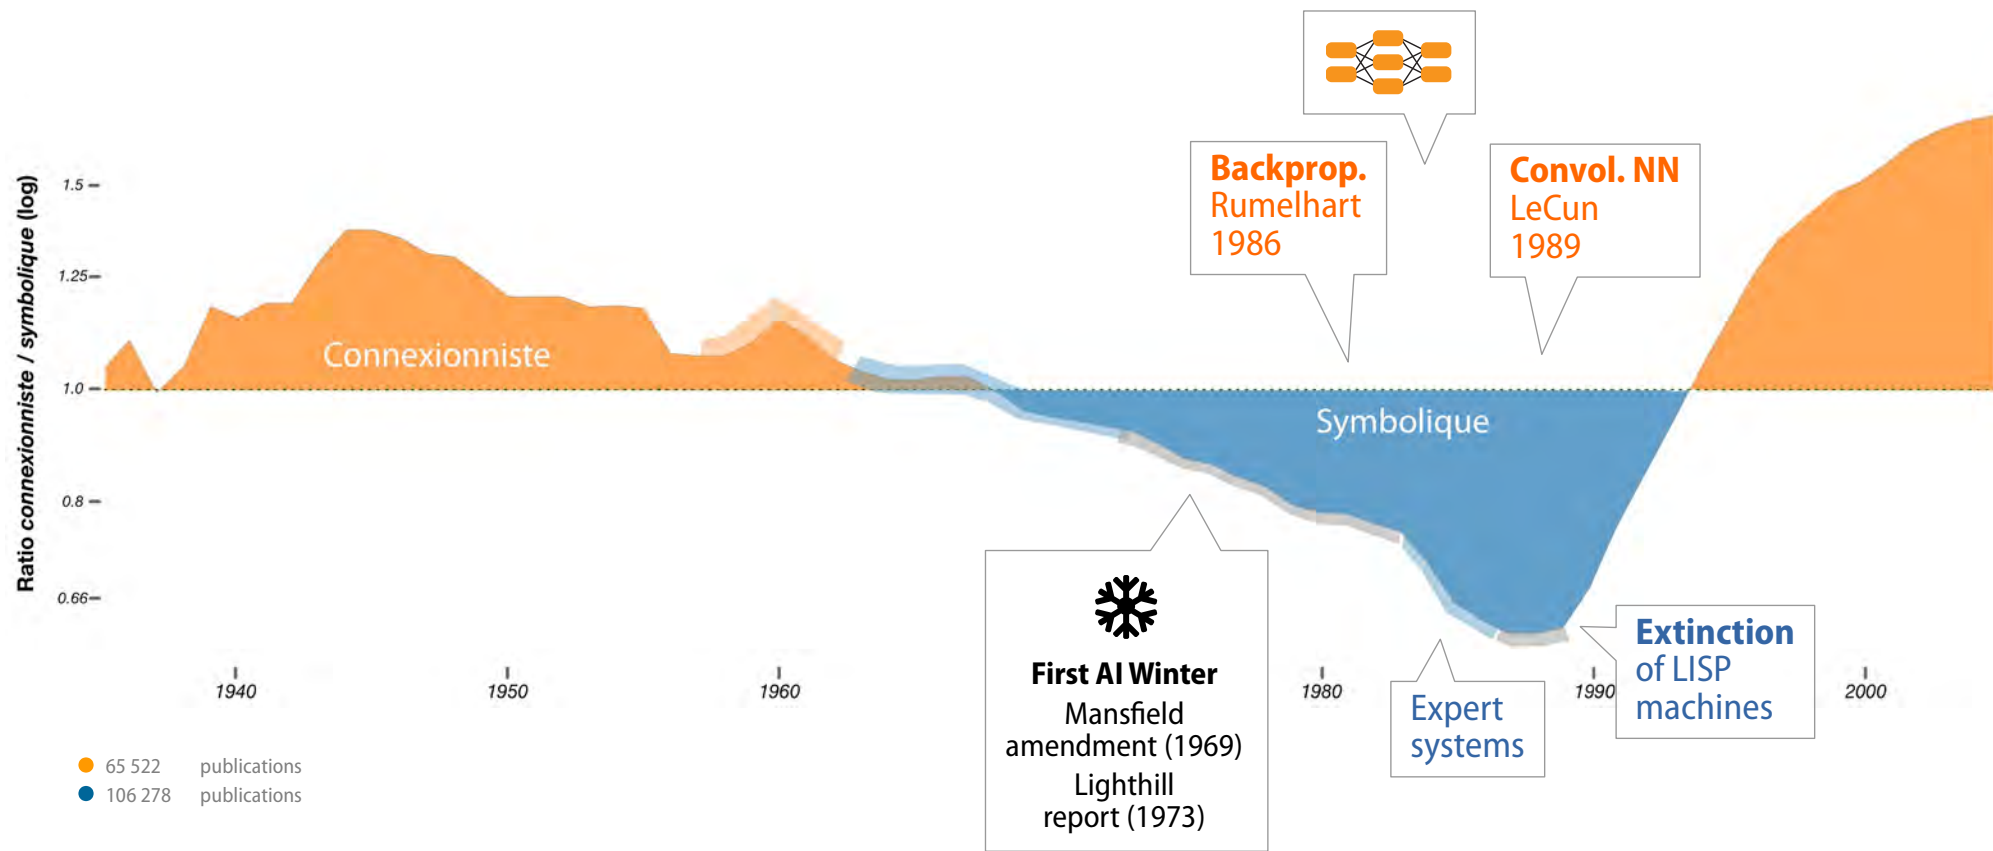 Ratio connexionniste / symbolique (log)
1.5
1.25
1.0
0.8
0.66
Connexionniste
Symbolique
Backprop.
Rumelhart
1986
Convol. NN
LeCun
1989
First AI Winter
Mansfield
amendment (1969)
Lighthill
report (1973)
Expert
systems
Extinction
of LISP
machines
1940
1950
1960
1980
1990
2000
65 522 publications
106 278 publications